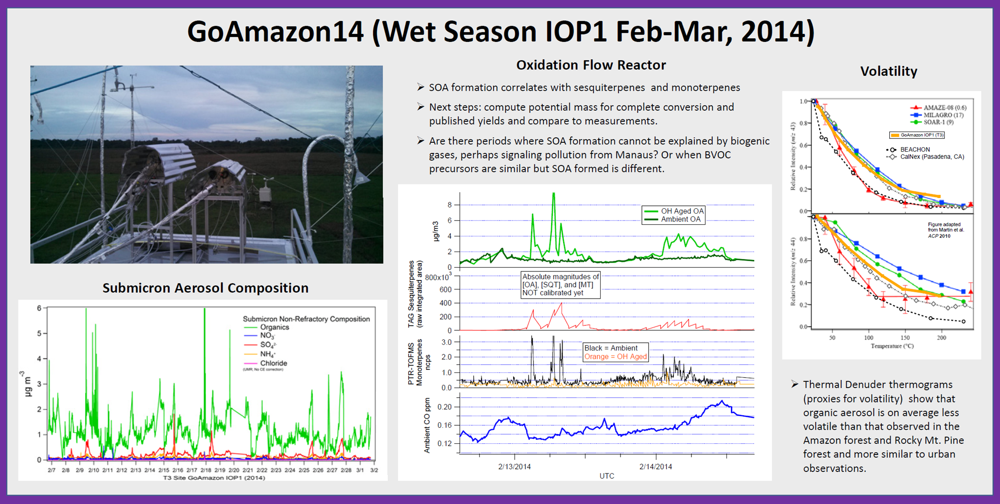 GoAmazon14 (Wet Season IOP1 Feb-Mar, 2014)
Submicron Aerosol Composition
6
5
4
3
2
1
0
µg m-3
Submicron Non-Refractory Composition
Organics
NO3-
SO42-
NH4+
Chloride
(UMR; No CE correction)
2/7 2/8 2/9 2/10 2/11 2/12 2/13 2/14 2/15 2/16 2/17 2/18 2/19 2/20 2/21 2/22 2/23 2/24 2/25 2/26 2/27 2/28 3/1 3/2
T3 Site GoAmazon IOP1 (2014)
Oxidation Flow Reactor
➢ SOA formation correlates with sesquiterpenes and monoterpenes
➢ Next steps: compute potential mass for complete conversion and
published yields and compare to measurements.
➢ Are there periods where SOA formation cannot be explained by biogenic
gases, perhaps signaling pollution from Manaus? Or when BVOC
precursors are similar but SOA formed is different.
8
6
4
2
0
µg/m3
OH Aged OA
Ambient OA
TAG Sesquiterpenes
(raw integrated area)
800x103
600
400
200
0
Absolute magnitudes of
[OA], [SQT], and [MT]
NOT calibrated yet
PTR-TOFMS
Monoterpenes
ncps
3.0
2.0
1.0
0.0
Black = Ambient
Orange = OH Aged
Ambient CO ppm
0.20
0.16
0.12
2/13/2014 2/14/2014
UTC
Volatility
1.0
0.8
0.6
0.4
0.2
0.0
Relative Intensity (m/z 43)
AMAZE-08 (0.6)
MILAGRO (17)
SOAR-1 (9)
GoAmazon IOP1 (T3)
BEACHON
CalNex (Pasadena, CA)
Figure adapted
from Martin et al.
ACP 2010
0.8
0.6
0.4
0.2
0.0
Relative Intensity (m/z 44)
50 100 150 200
Temperature (°C)
➢ Thermal Denuder thermograms
(proxies for volatility) show that
organic aerosol is on average less
volatile than that observed in the
Amazon forest and Rocky Mt. Pine
forest and more similar to urban
observations.